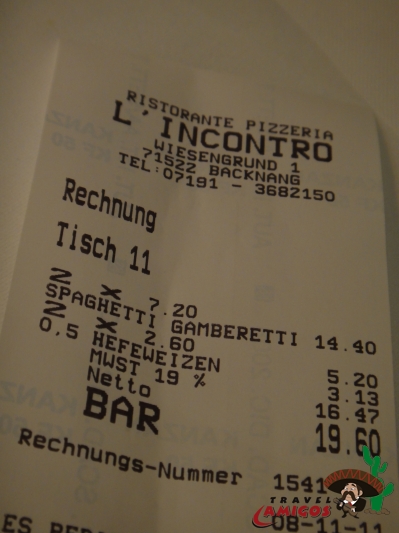 RISTORANTE PIZZERIA
L'INCONTRO
WIESENGRUND 1
71522 BACKNANG
TEL:07191 - 3682150
Rechnung
Tisch 11
2 X 7.20
SPAGHETTI GAMBERETTI 14.40
2 X 2.60
0,5 HEFEWEIZEN 5.20
MWST 19 % 3.13
Netto 16.47
BAR 19.60
Rechnungs-Nummer 1541
08-11-11
TRAVEL
AMIGOS